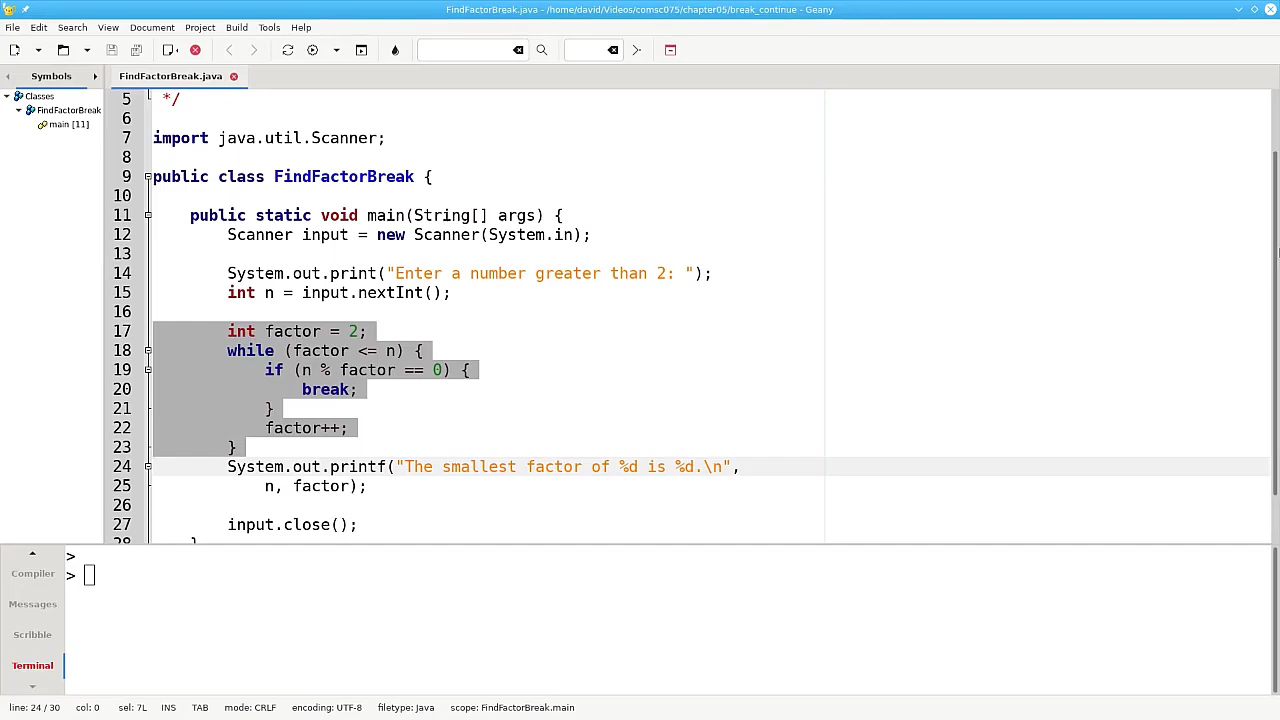 FindFactorBreak.java - /home/david/Videos/comsc075/chapter05/break_continue - Geany
File Edit Search View Document Project Build Tools Help
Symbols
FindFactorBreak.java
Classes
FindFactorBreak
main [11]
5 */
6
7 import java.util.Scanner;
8
9 public class FindFactorBreak {
10
11 public static void main(String[] args) {
12 Scanner input = new Scanner(System.in);
13
14 System.out.print("Enter a number greater than 2: ");
15 int n = input.nextInt();
16
17 int factor = 2;
18 while (factor <= n) {
19 if (n % factor == 0) {
20 break;
21 }
22 factor++;
23 }
24 System.out.printf("The smallest factor of %d is %d.\n",
25 n, factor);
26
27 input.close();
28 }
>
>
Compiler
Messages
Scribble
Terminal
line: 24 / 30 col: 0 sel: 7L INS TAB mode: CRLF encoding: UTF-8 filetype: Java scope: FindFactorBreak.main